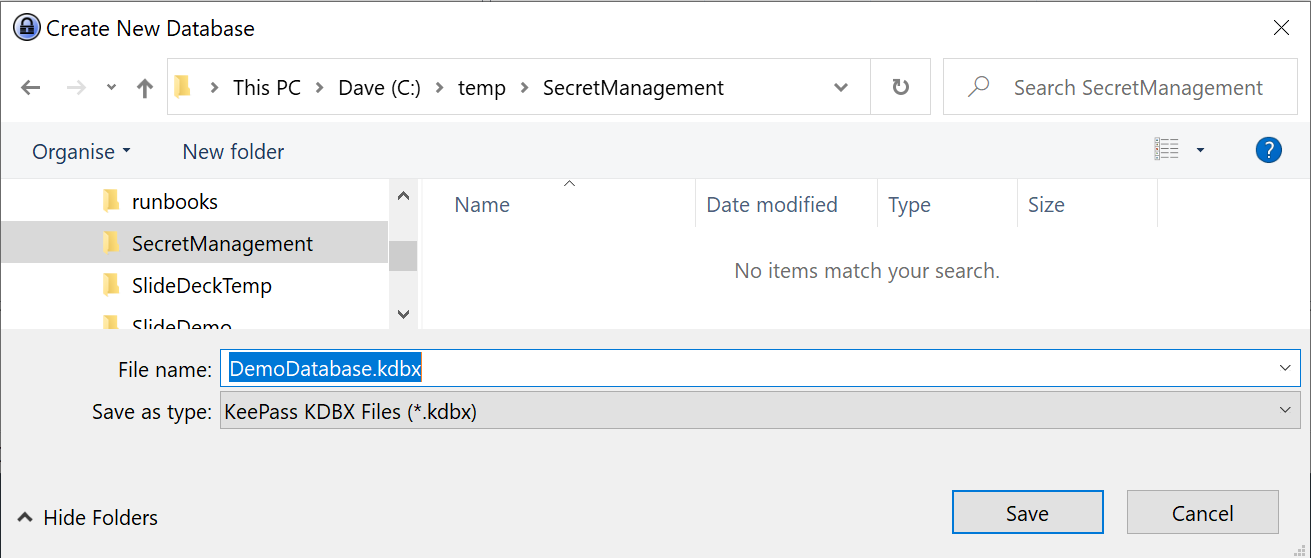 Create New Database
This PC > Dave (C:) > temp > SecretManagement
Search SecretManagement
Organise
New folder
?
Name
Date modified
Type
Size
runbooks
SecretManagement
SlideDeckTemp
SlideDemo
No items match your search.
File name: DemoDatabase.kdbx
Save as type: KeePass KDBX Files (*.kdbx)
Hide Folders
Save
Cancel